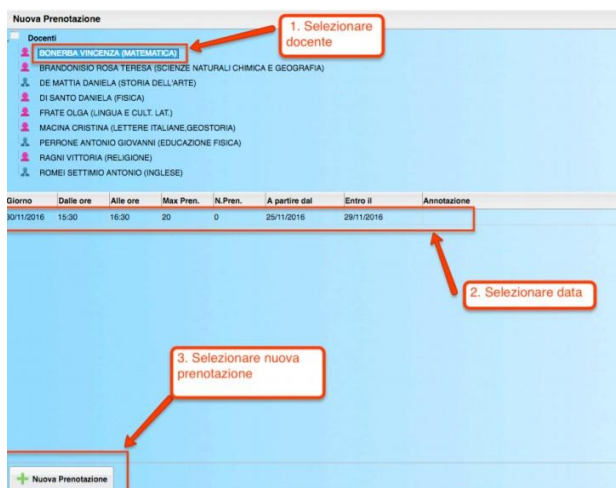 Nuova Prenotazione
1. Selezionare
docente
Docenti
BONERBA VINCENZA (MATEMATICA)
BRANDONISIO ROSA TERESA (SCIENZE NATURALI CHIMICA E GEOGRAFIA)
DE MATTIA DANIELA (STORIA DELL'ARTE)
DI SANTO DANIELA (FISICA)
FRATE OLGA (LINGUA E CULT. LAT.)
MACINA CRISTINA (LETTERE ITALIANE,GEOSTORIA)
PERRONE ANTONIO GIOVANNI (EDUCAZIONE FISICA)
RAGNI VITTORIA (RELIGIONE)
ROMEI SETTIMIO ANTONIO (INGLESE)
Giorno Dalle ore Alle ore Max Pren. N.Pren. A partire dal Entro il Annotazione
30/11/2016 15:30 16:30 20 0 25/11/2016 29/11/2016
2. Selezionare data
3. Selezionare nuova
prenotazione
Nuova Prenotazione